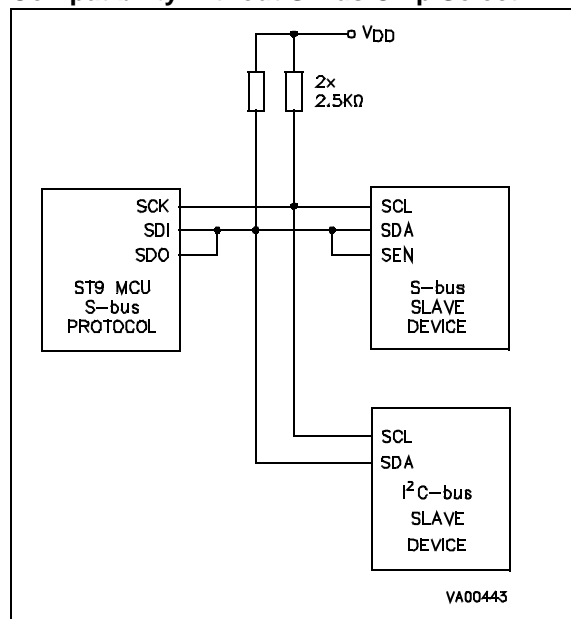 Compatibility without S-Bus Chip Select
VDD
2x
2.5KΩ
SCK
SDI
SDO
ST9 MCU
S-bus
PROTOCOL
SCL
SDA
SEN
S-bus
SLAVE
DEVICE
SCL
SDA
I²C-bus
SLAVE
DEVICE
VA00443